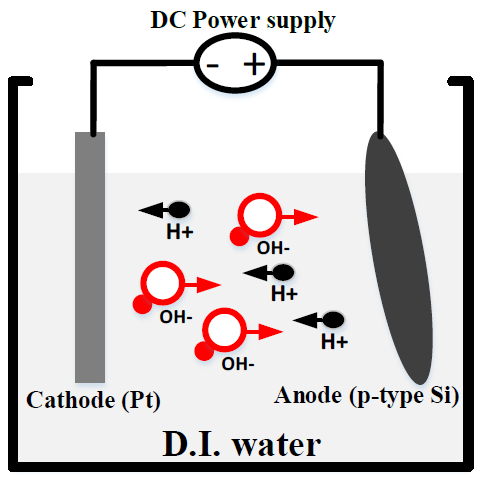 DC Power supply
- +
H+
OH-
H+
OH-
H+
OH-
Cathode (Pt)
Anode (p-type Si)
D.I. water